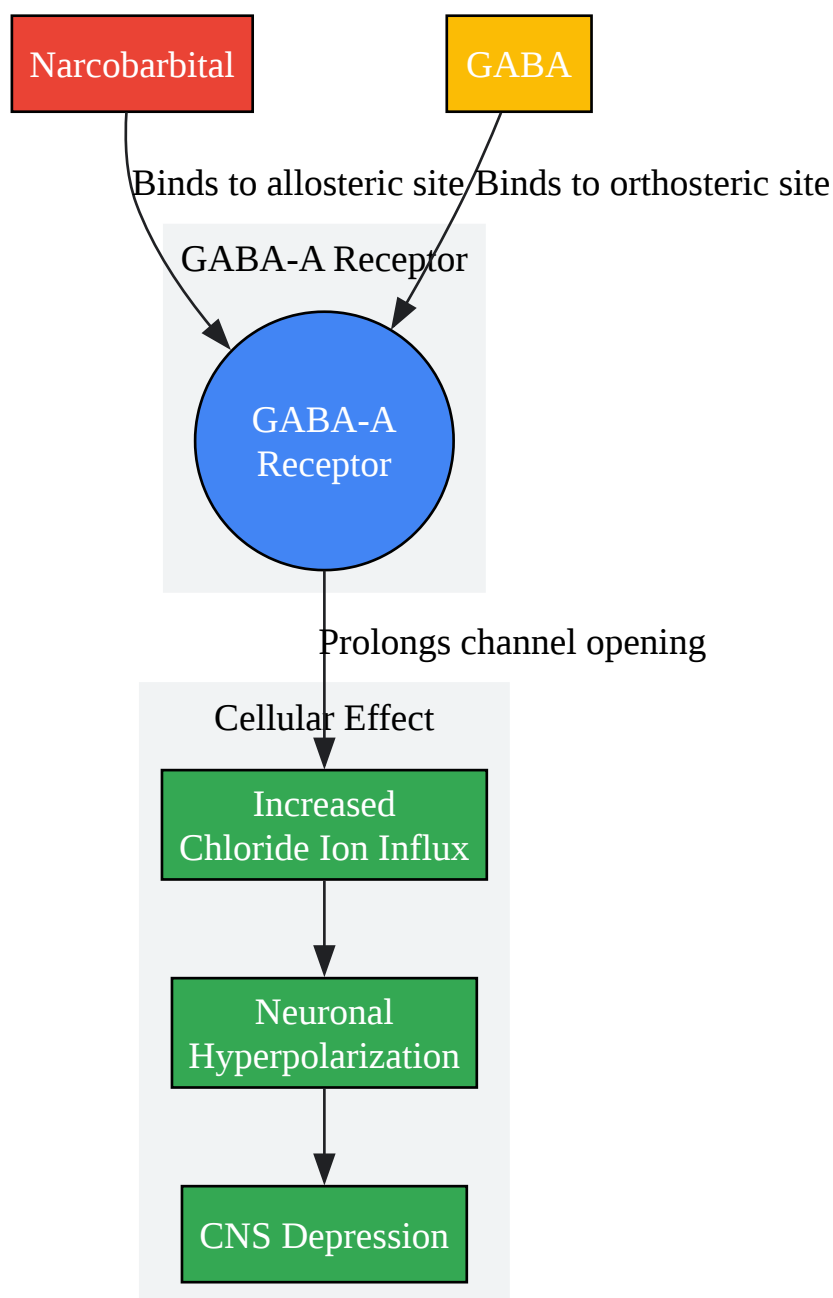 Narcobarbital
GABA
Binds to allosteric site
Binds to orthosteric site
GABA-A Receptor
GABA-A
Receptor
Prolongs channel opening
Cellular Effect
Increased
Chloride Ion Influx
Neuronal
Hyperpolarization
CNS Depression